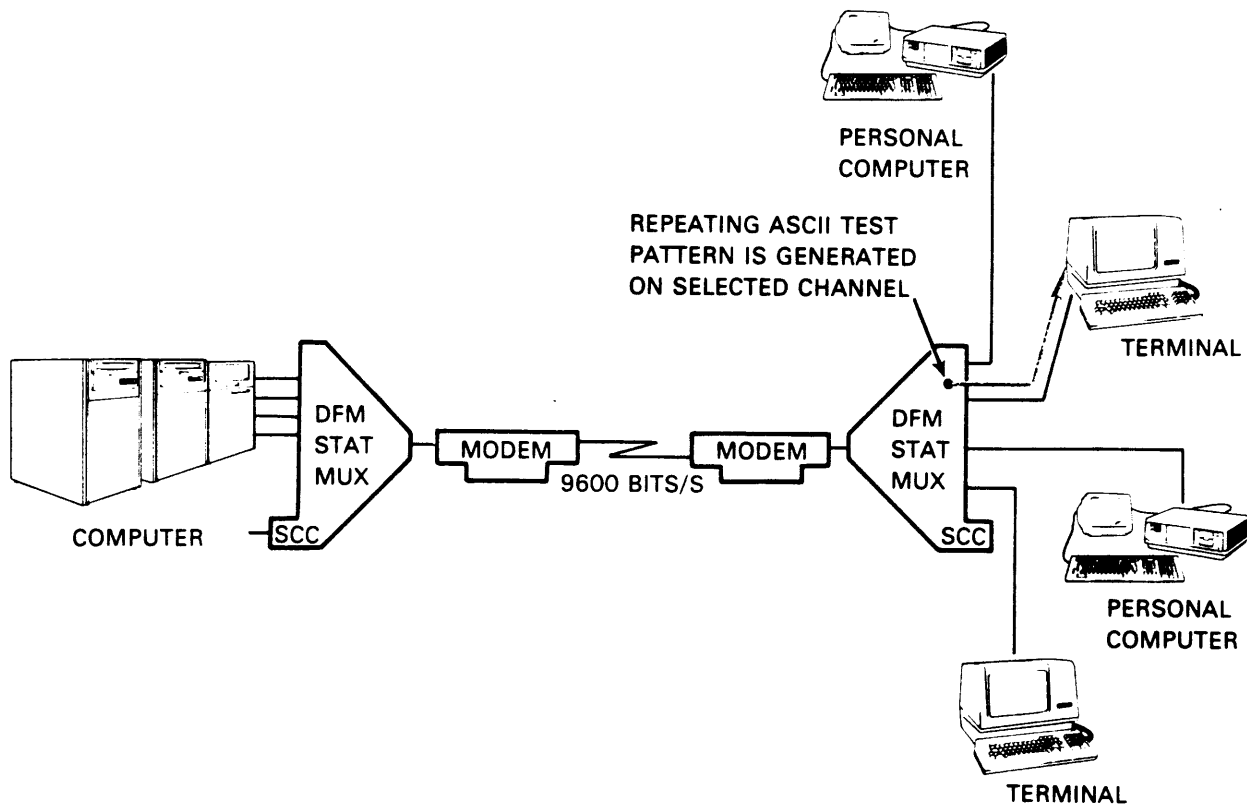 PERSONAL
COMPUTER
REPEATING ASCII TEST
PATTERN IS GENERATED
ON SELECTED CHANNEL
TERMINAL
DFM
STAT
MUX
MODEM
MODEM
9600 BITS/S
DFM
STAT
MUX
COMPUTER
SCC
SCC
PERSONAL
COMPUTER
TERMINAL